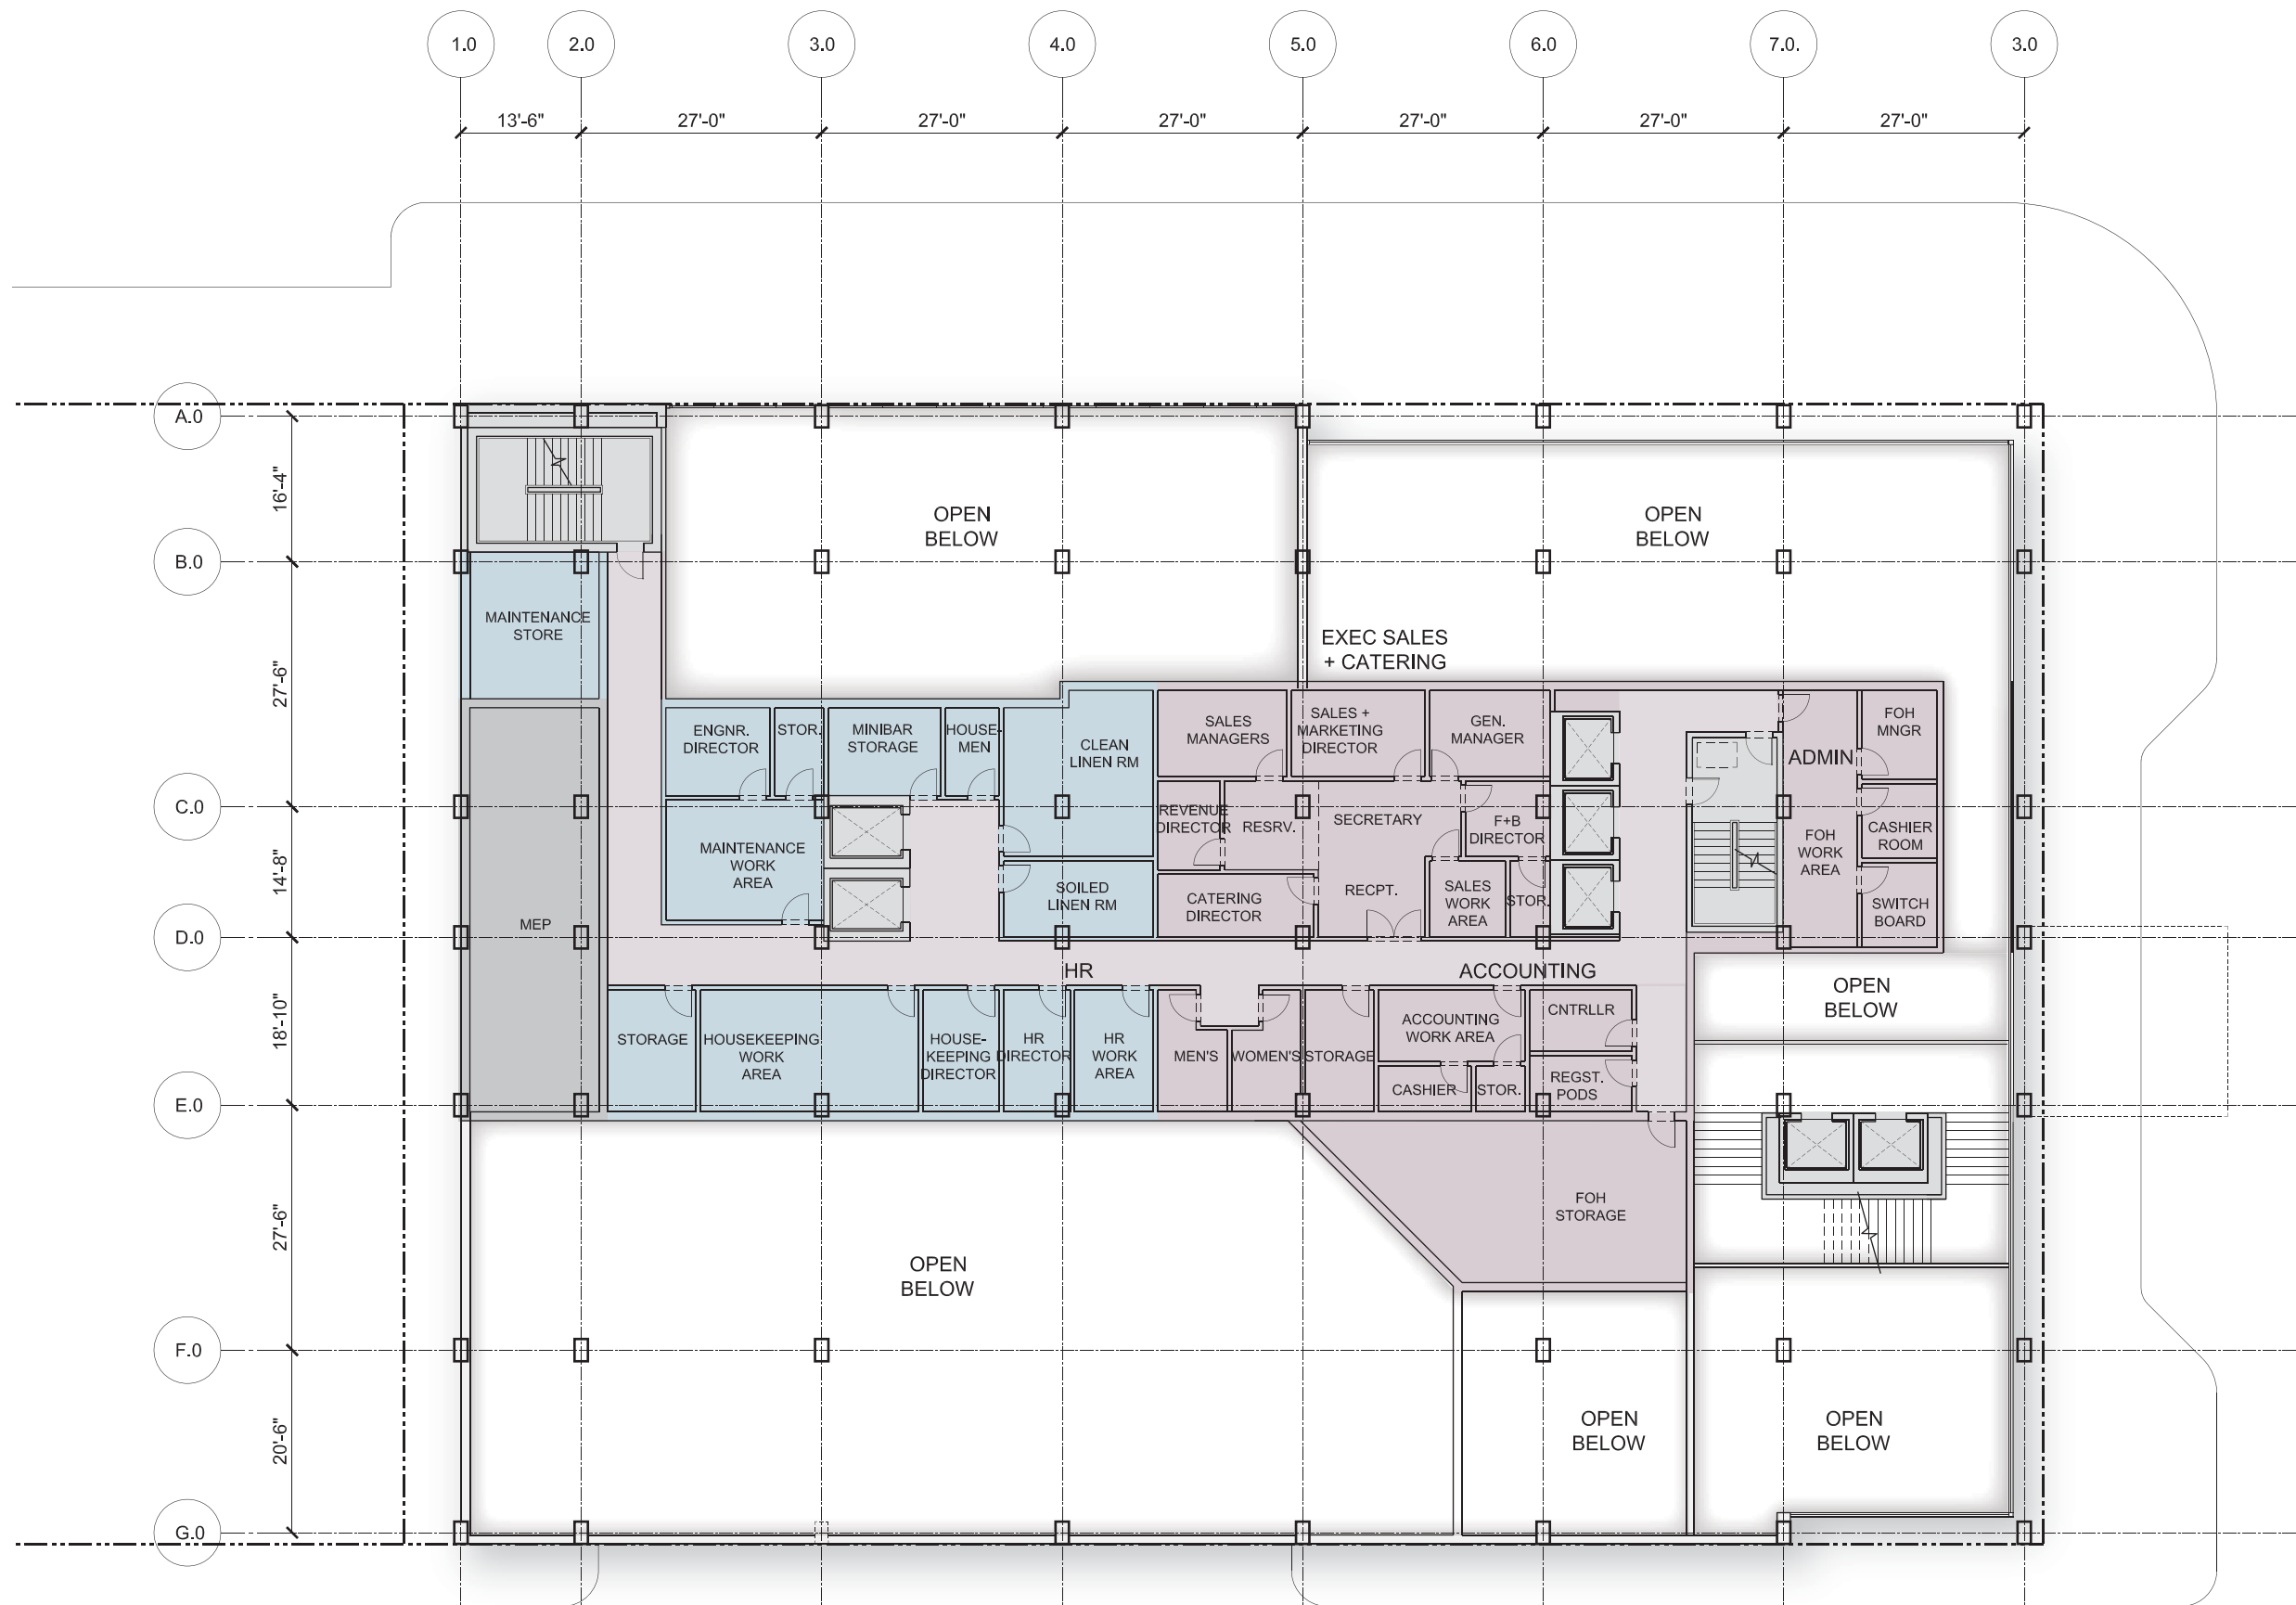 1.0 2.0 3.0 4.0 5.0 6.0 7.0. 3.0
13'-6" 27'-0" 27'-0" 27'-0" 27'-0" 27'-0" 27'-0"
A.0
16'-4"
B.0
27'-6"
C.0
14'-8"
D.0
18'-10"
E.0
27'-6"
F.0
20'-6"
G.0
OPEN
BELOW
OPEN
BELOW
MAINTENANCE
STORE
EXEC SALES
+ CATERING
ENGNR.
DIRECTOR
STOR.
MINIBAR
STORAGE
HOUSE-
MEN
CLEAN
LINEN RM
SALES
MANAGERS
SALES +
MARKETING
DIRECTOR
GEN.
MANAGER
ADMIN
FOH
MNGR
MAINTENANCE
WORK
AREA
REVENUE
DIRECTOR
RESRV.
SECRETARY
F+B
DIRECTOR
FOH
WORK
AREA
CASHIER
ROOM
MEP
SOILED
LINEN RM
CATERING
DIRECTOR
RECPT.
SALES
WORK
AREA
STOR.
SWITCH
BOARD
HR
ACCOUNTING
OPEN
BELOW
STORAGE
HOUSEKEEPING
WORK
AREA
HOUSE-
KEEPING
DIRECTOR
HR
DIRECTOR
HR
WORK
AREA
MEN'S
WOMEN'S
STORAGE
ACCOUNTING
WORK AREA
CNTRLLR
CASHIER
STOR.
REGST.
PODS
FOH
STORAGE
OPEN
BELOW
OPEN
BELOW
OPEN
BELOW